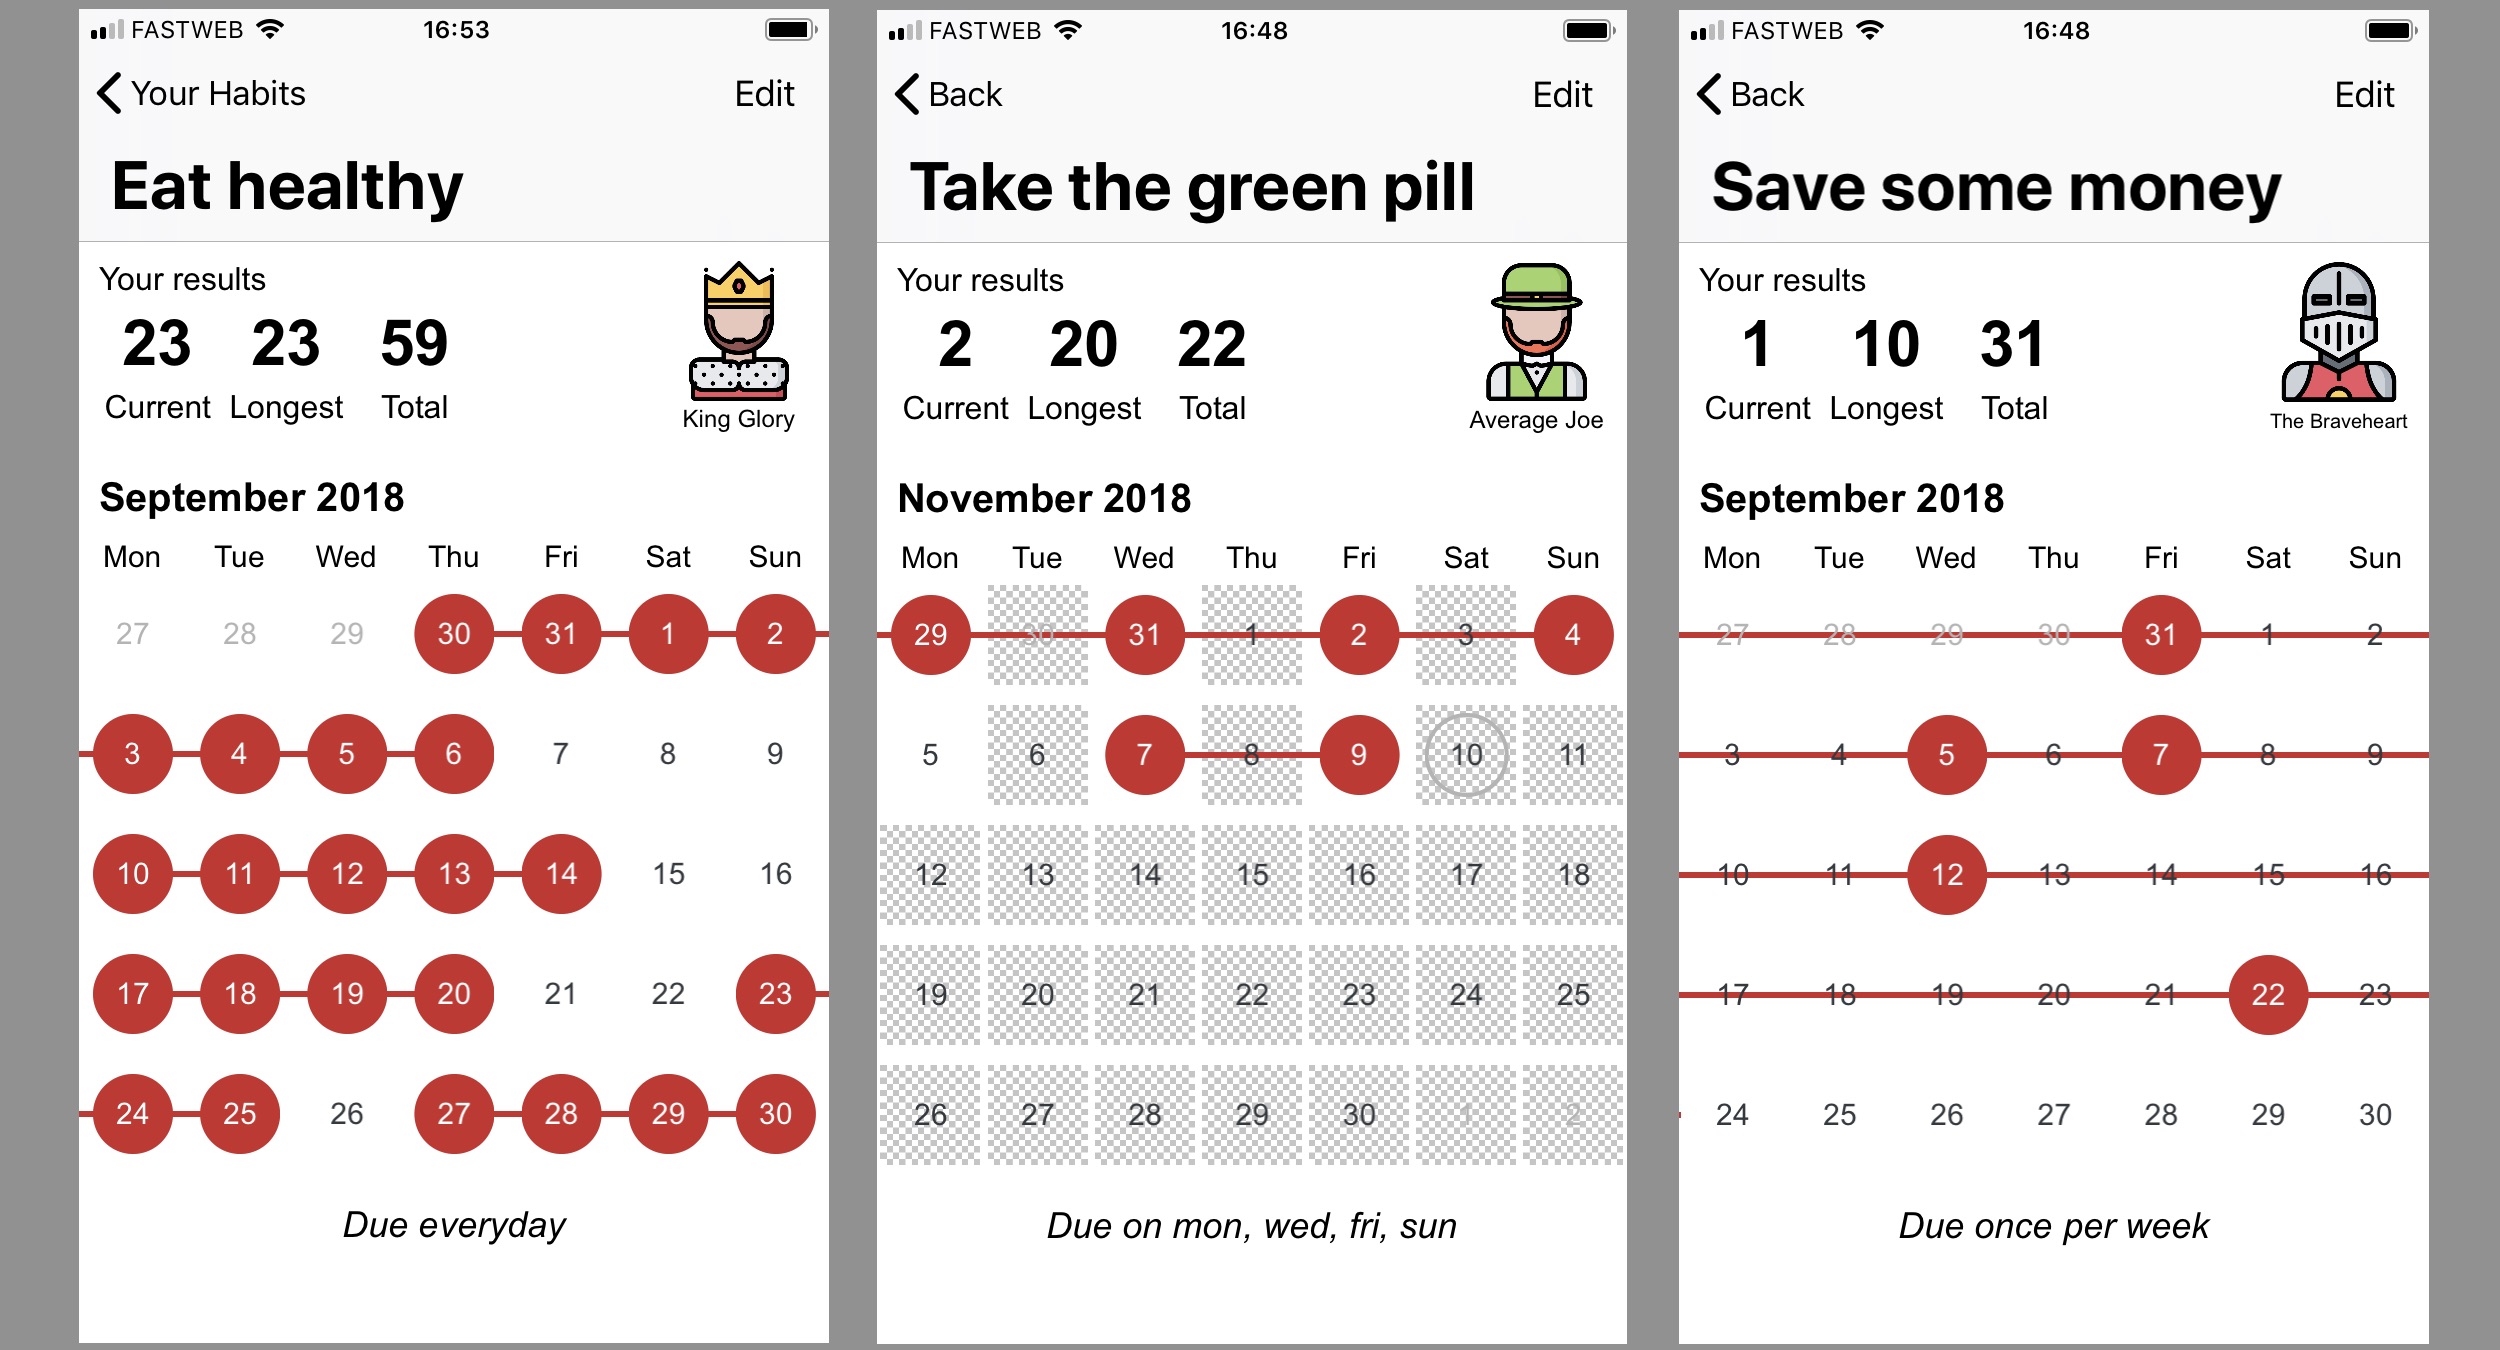 FASTWEB 16:53
Your Habits Edit
Eat healthy
Your results
23 23 59
Current Longest Total
King Glory
September 2018
Mon Tue Wed Thu Fri Sat Sun
27 28 29 30 31 1 2
3 4 5 6 7 8 9
10 11 12 13 14 15 16
17 18 19 20 21 22 23
24 25 26 27 28 29 30
Due everyday
FASTWEB 16:48
Back Edit
Take the green pill
Your results
2 20 22
Current Longest Total
Average Joe
November 2018
Mon Tue Wed Thu Fri Sat Sun
29 30 31 1 2 3 4
5 6 7 8 9 10 11
12 13 14 15 16 17 18
19 20 21 22 23 24 25
26 27 28 29 30 1 2
Due on mon, wed, fri, sun
FASTWEB 16:48
Back Edit
Save some money
Your results
1 10 31
Current Longest Total
The Braveheart
September 2018
Mon Tue Wed Thu Fri Sat Sun
27 28 29 30 31 1 2
3 4 5 6 7 8 9
10 11 12 13 14 15 16
17 18 19 20 21 22 23
24 25 26 27 28 29 30
Due once per week